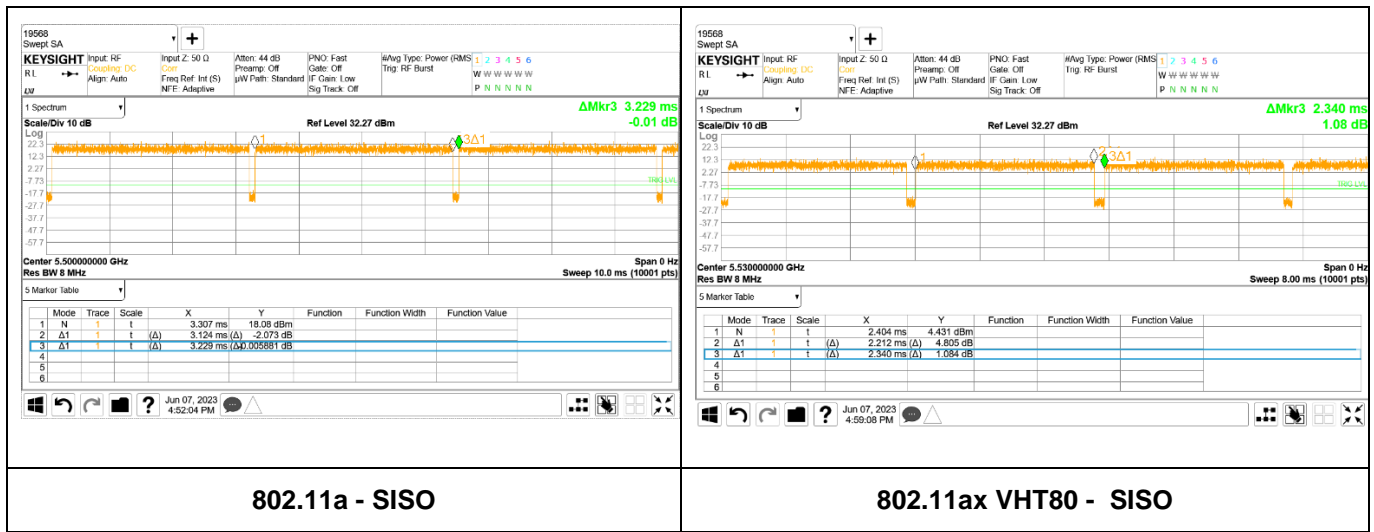 19568
Swept SA
KEYSIGHT Input: RF Input Z: 50 Ω Atten: 44 dB PNO: Fast #Avg Type: Power (RMS 1 2 3 4 5 6
R L Coupling: DC Corr Preamp: Off Gate: Off Trig: RF Burst W W W W W W
Align: Auto Freq Ref: Int (S) µW Path: Standard IF Gain: Low
NFE: Adaptive Sig Track: Off P N N N N N
LXI
1 Spectrum
ΔMkr3 3.229 ms
Scale/Div 10 dB Ref Level 32.27 dBm -0.01 dB
Log
22.3
12.3
2.27
-7.73
-17.7
-27.7
-37.7
-47.7
-57.7
1
3Δ1
TRIG LVL
Center 5.500000000 GHz Span 0 Hz
Res BW 8 MHz Sweep 10.0 ms (10001 pts)
5 Marker Table
Mode Trace Scale X Y Function Function Width Function Value
1 N 1 t 3.307 ms 18.08 dBm
2 Δ1 1 t (Δ) 3.124 ms (Δ) -2.073 dB
3 Δ1 1 t (Δ) 3.229 ms (Δ) -0.005881 dB
4
5
6
? Jun 07, 2023
4:52:04 PM
802.11a - SISO
19568
Swept SA
KEYSIGHT Input: RF Input Z: 50 Ω Atten: 44 dB PNO: Fast #Avg Type: Power (RMS 1 2 3 4 5 6
R L Coupling: DC Corr Preamp: Off Gate: Off Trig: RF Burst W W W W W W
Align: Auto Freq Ref: Int (S) µW Path: Standard IF Gain: Low
NFE: Adaptive Sig Track: Off P N N N N N
LXI
1 Spectrum
ΔMkr3 2.340 ms
Scale/Div 10 dB Ref Level 32.27 dBm 1.08 dB
Log
22.3
12.3
2.27
-7.73
-17.7
-27.7
-37.7
-47.7
-57.7
1
3Δ1
TRIG LVL
Center 5.530000000 GHz Span 0 Hz
Res BW 8 MHz Sweep 8.00 ms (10001 pts)
5 Marker Table
Mode Trace Scale X Y Function Function Width Function Value
1 N 1 t 2.404 ms 4.431 dBm
2 Δ1 1 t (Δ) 2.212 ms (Δ) 4.805 dB
3 Δ1 1 t (Δ) 2.340 ms (Δ) 1.084 dB
4
5
6
? Jun 07, 2023
4:59:08 PM
802.11ax VHT80 - SISO